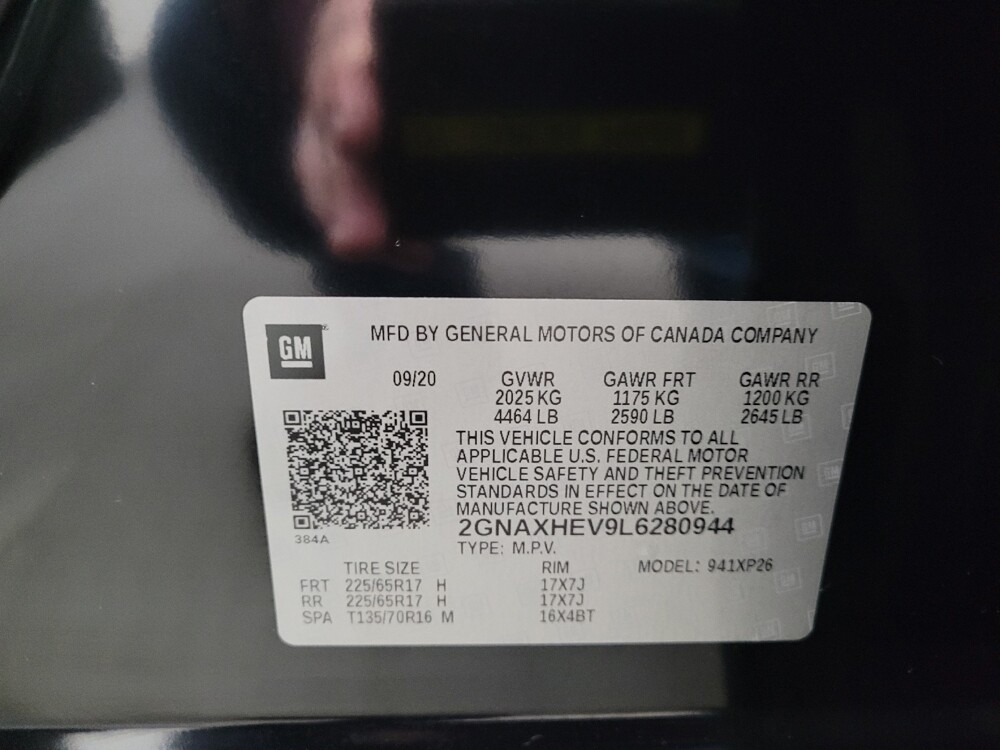 GM
MFD BY GENERAL MOTORS OF CANADA COMPANY
09/20 GVWR GAWR FRT GAWR RR
2025 KG 1175 KG 1200 KG
4464 LB 2590 LB 2645 LB
THIS VEHICLE CONFORMS TO ALL
APPLICABLE U.S. FEDERAL MOTOR
VEHICLE SAFETY AND THEFT PREVENTION
STANDARDS IN EFFECT ON THE DATE OF
MANUFACTURE SHOWN ABOVE.
2GNAXHEV9L6280944
384A
TYPE: M.P.V.
TIRE SIZE RIM MODEL: 941XP26
FRT 225/65R17 H 17X7J
RR 225/65R17 H 17X7J
SPA T135/70R16 M 16X4BT